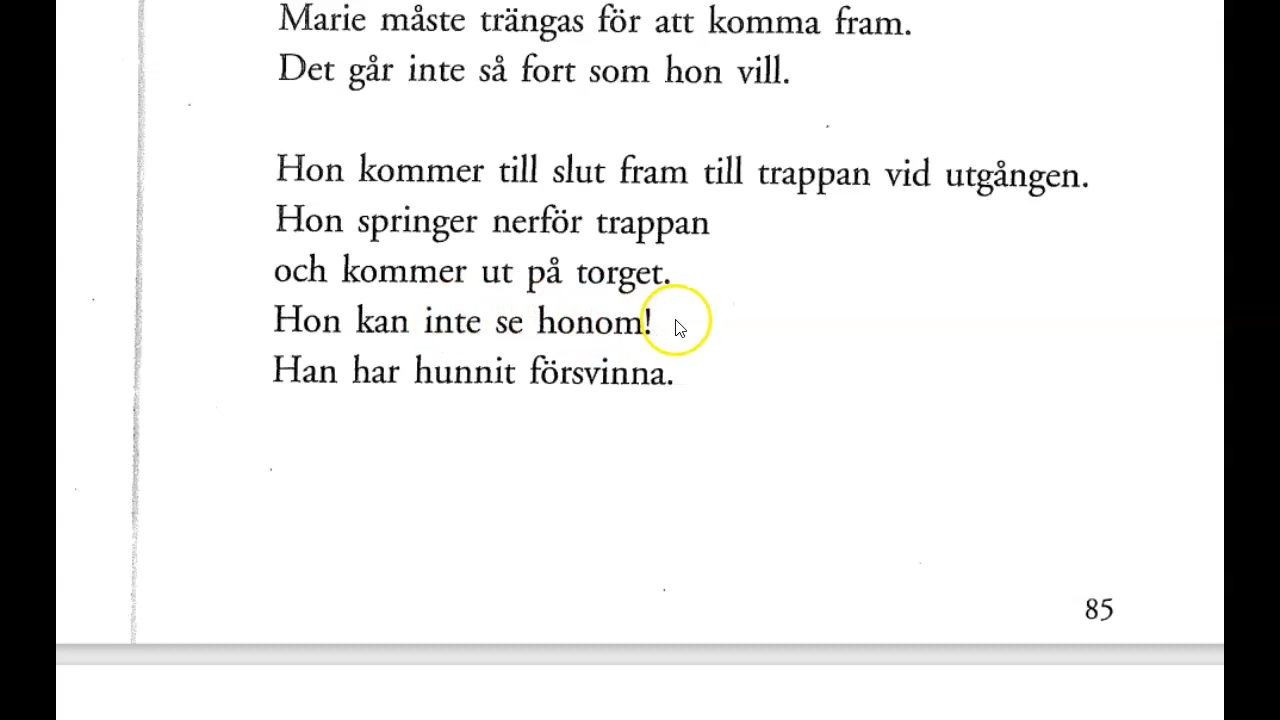 Marie måste trängas för att komma fram.
Det går inte så fort som hon vill.
Hon kommer till slut fram till trappan vid utgången.
Hon springer nerför trappan
och kommer ut på torget.
Hon kan inte se honom!
Han har hunnit försvinna.
85